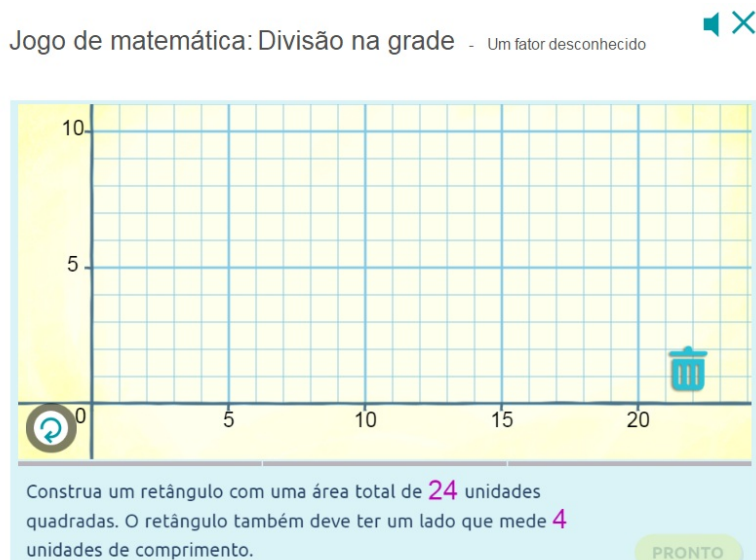 Jogo de matemática: Divisão na grade - Um fator desconhecido
10
5
0 5 10 15 20
Construa um retângulo com uma área total de 24 unidades
quadradas. O retângulo também deve ter um lado que mede 4
unidades de comprimento.
PRONTO